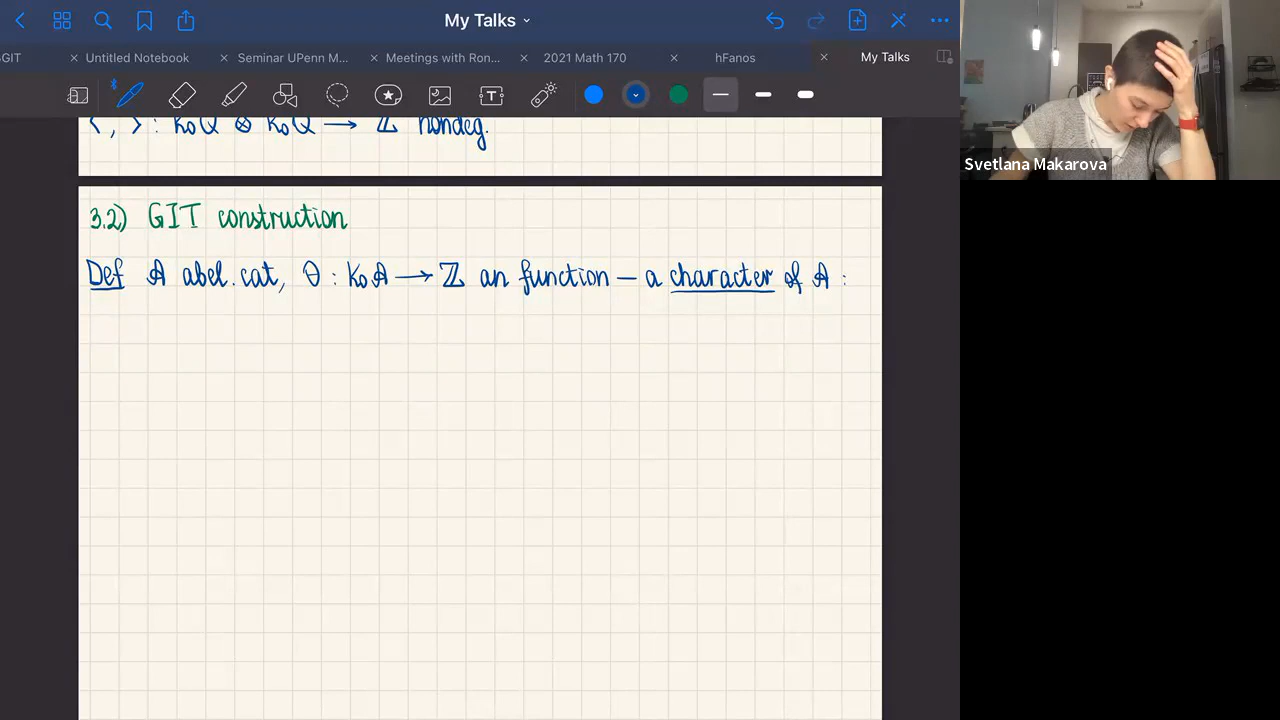 My Talks
GIT
Untitled Notebook
Seminar UPenn M...
Meetings with Ron...
2021 Math 170
hFanos
My Talks
Svetlana Makarova
< , > : K₀Q ⊗ K₀Q → ℤ nondeg.
3.2) GIT construction
Def 𝔸 abel. cat, θ : K₀𝔸 → ℤ an function – a character of 𝔸 :